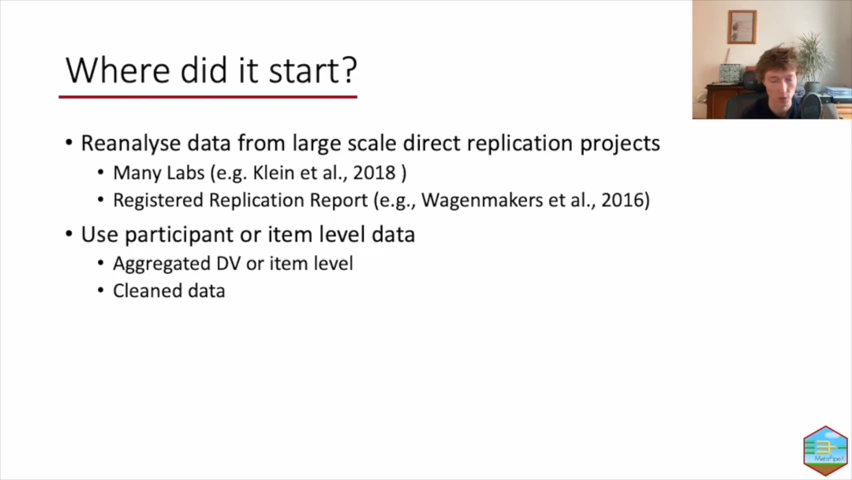 Where did it start?
• Reanalyse data from large scale direct replication projects
• Many Labs (e.g. Klein et al., 2018 )
• Registered Replication Report (e.g., Wagenmakers et al., 2016)
• Use participant or item level data
• Aggregated DV or item level
• Cleaned data